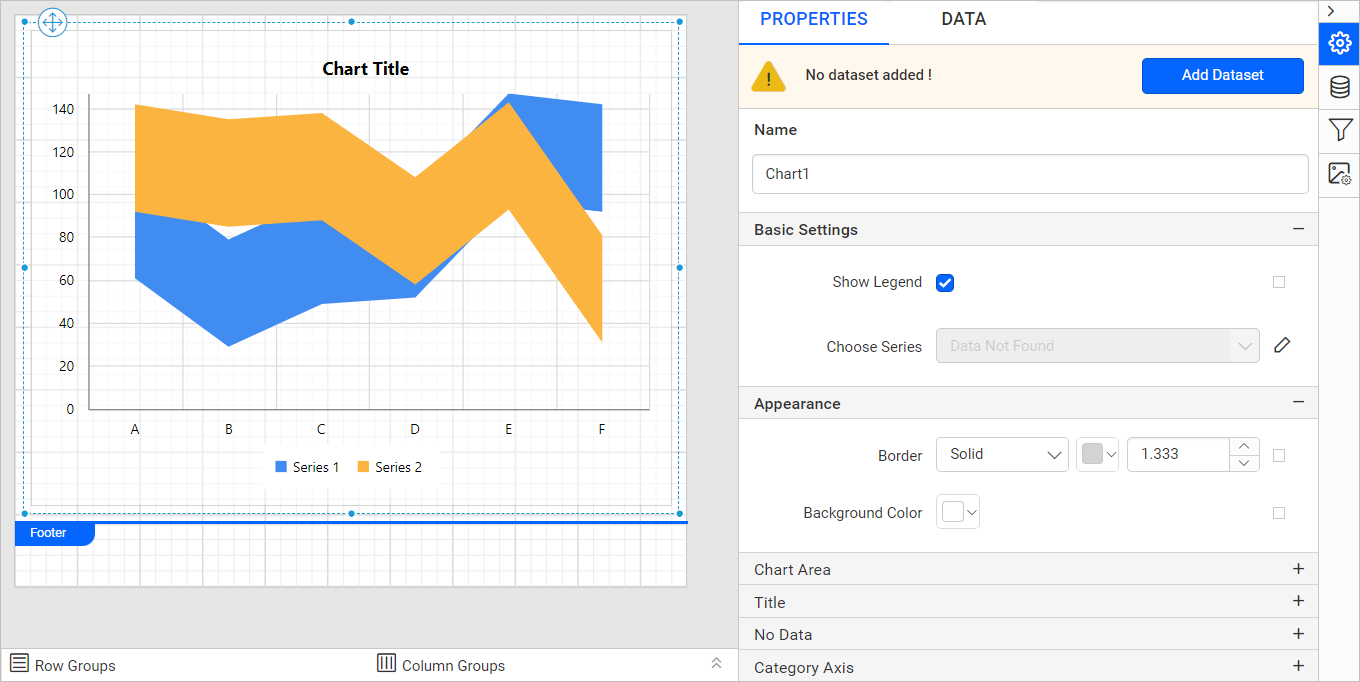 Chart Title
140
120
100
80
60
40
20
0
A B C D E F
Series 1 Series 2
Footer
Row Groups Column Groups
PROPERTIES DATA
! No dataset added ! Add Dataset
Name
Chart1
Basic Settings
Show Legend
Choose Series Data Not Found
Appearance
Border Solid 1.333
Background Color
Chart Area
Title
No Data
Category Axis